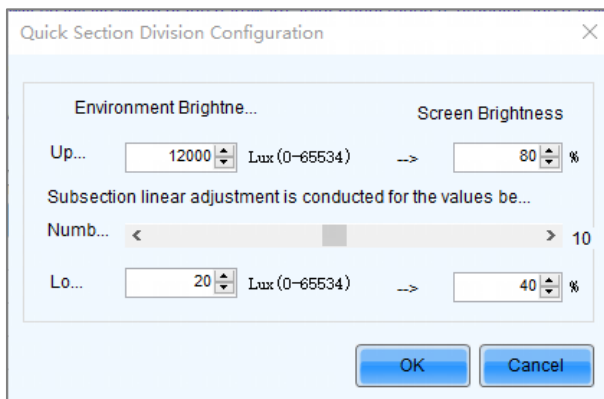 Quick Section Division Configuration
Environment Brightne... Screen Brightness
Up... 12000 Lux(0-65534) --> 80 %
Subsection linear adjustment is conducted for the values be...
Numb... < > 10
Lo... 20 Lux(0-65534) --> 40 %
OK Cancel